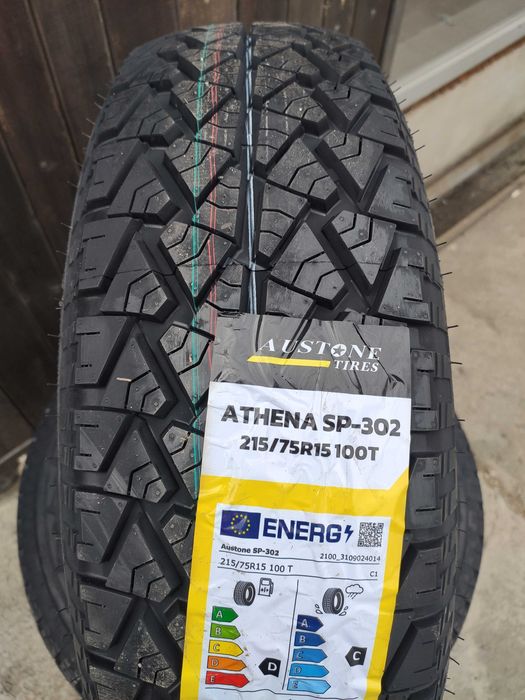 AUSTONE
TIRES
ATHENA SP-302
215/75R15 100T
ENERG
Austone SP-302
2100_3109024014
215/75R15 100 T
C1
A
B
C
D
E
D
A
B
C
D
E
C